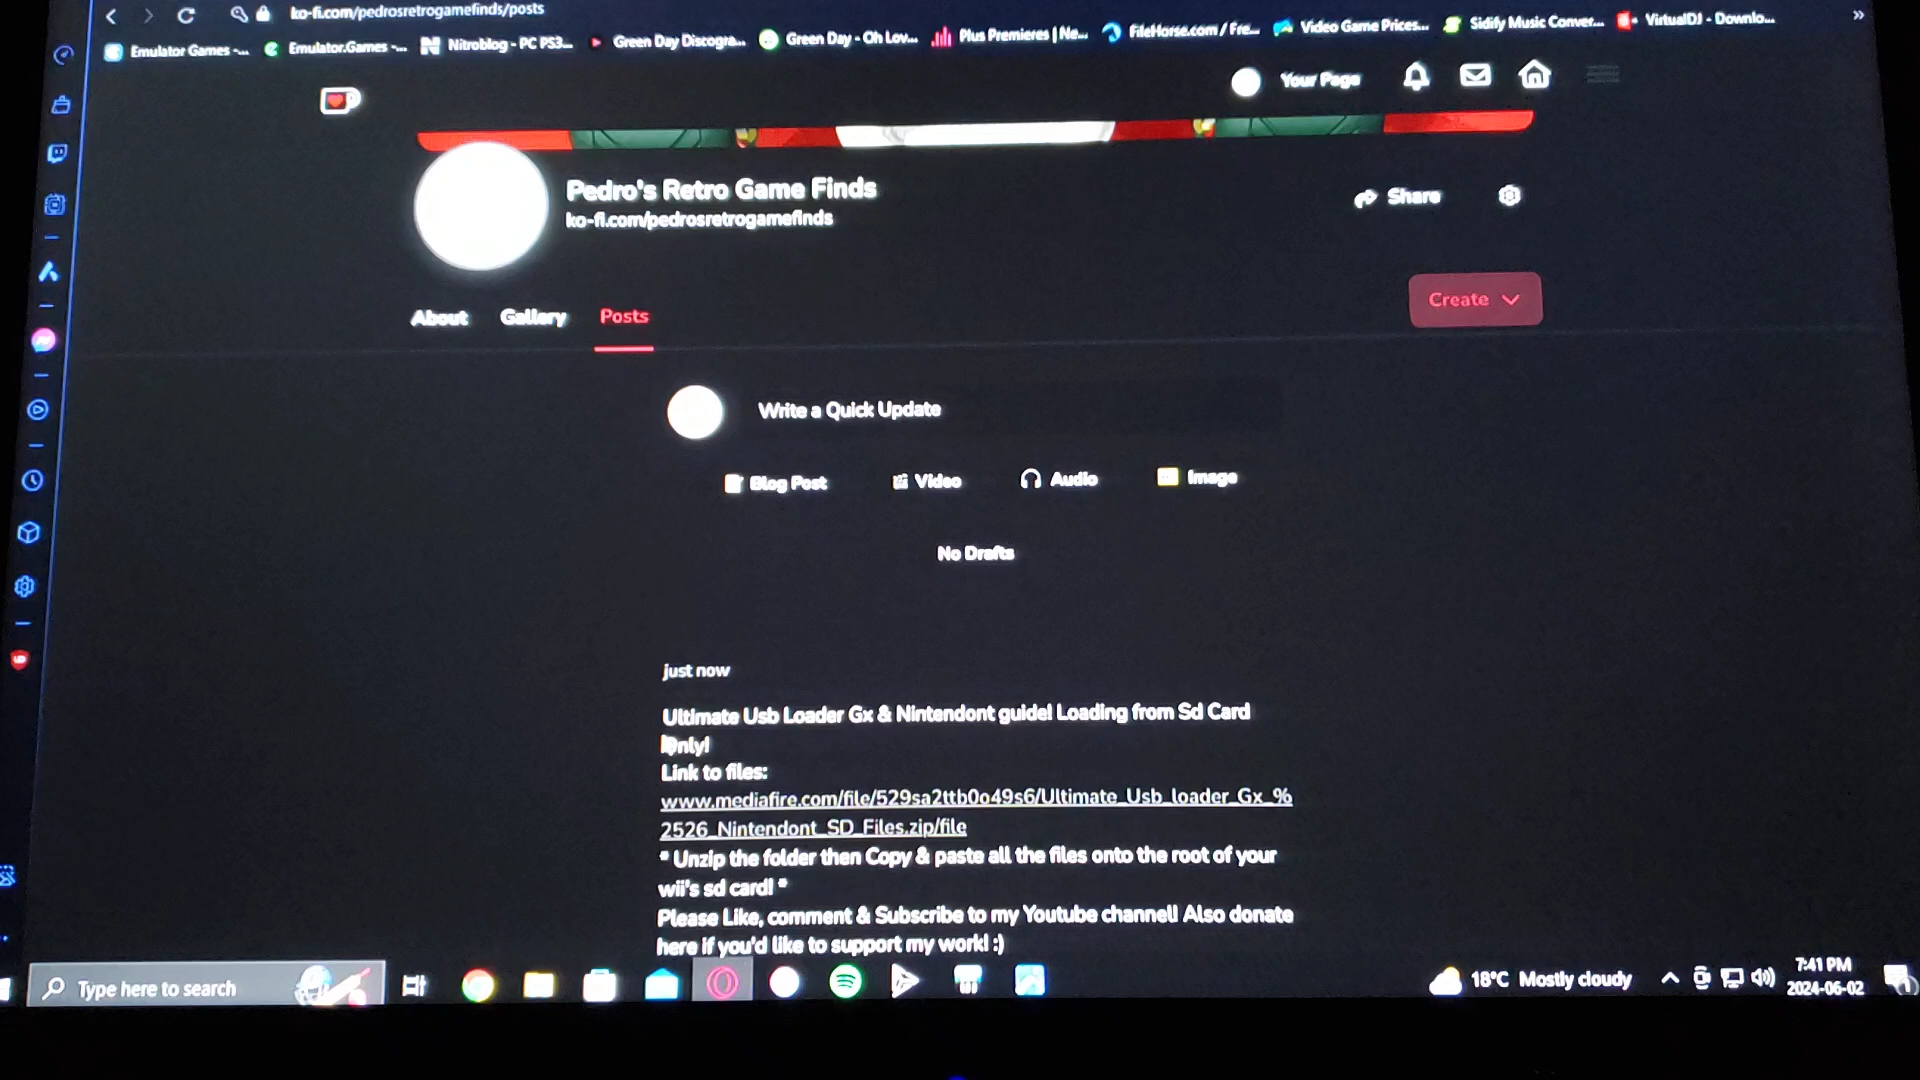 ko-fi.com/pedrosretrogamefinds/posts
Emulator Games -...
Emulator.Games -...
Nitroblog - PC PS3...
Green Day Discogra...
Green Day - Oh Lov...
Plus Premieres | Ne...
FileHorse.com / Fre...
Video Game Prices...
Sidify Music Conver...
VirtualDJ - Downlo...
Your Page
Pedro's Retro Game Finds
ko-fi.com/pedrosretrogamefinds
Share
About Gallery Posts
Create
Write a Quick Update
Blog Post Video Audio Image
No Drafts
just now
Ultimate Usb Loader Gx & Nintendont guide! Loading from Sd Card
Only!
Link to files:
www.mediafire.com/file/529sa2ttb0o49s6/Ultimate_Usb_loader_Gx_%
2526_Nintendont_SD_Files.zip/file
* Unzip the folder then Copy & paste all the files onto the root of your
wii's sd card! *
Please Like, comment & Subscribe to my Youtube channel! Also donate
here if you'd like to support my work! :)
Type here to search
18°C Mostly cloudy
7:41 PM
2024-06-02